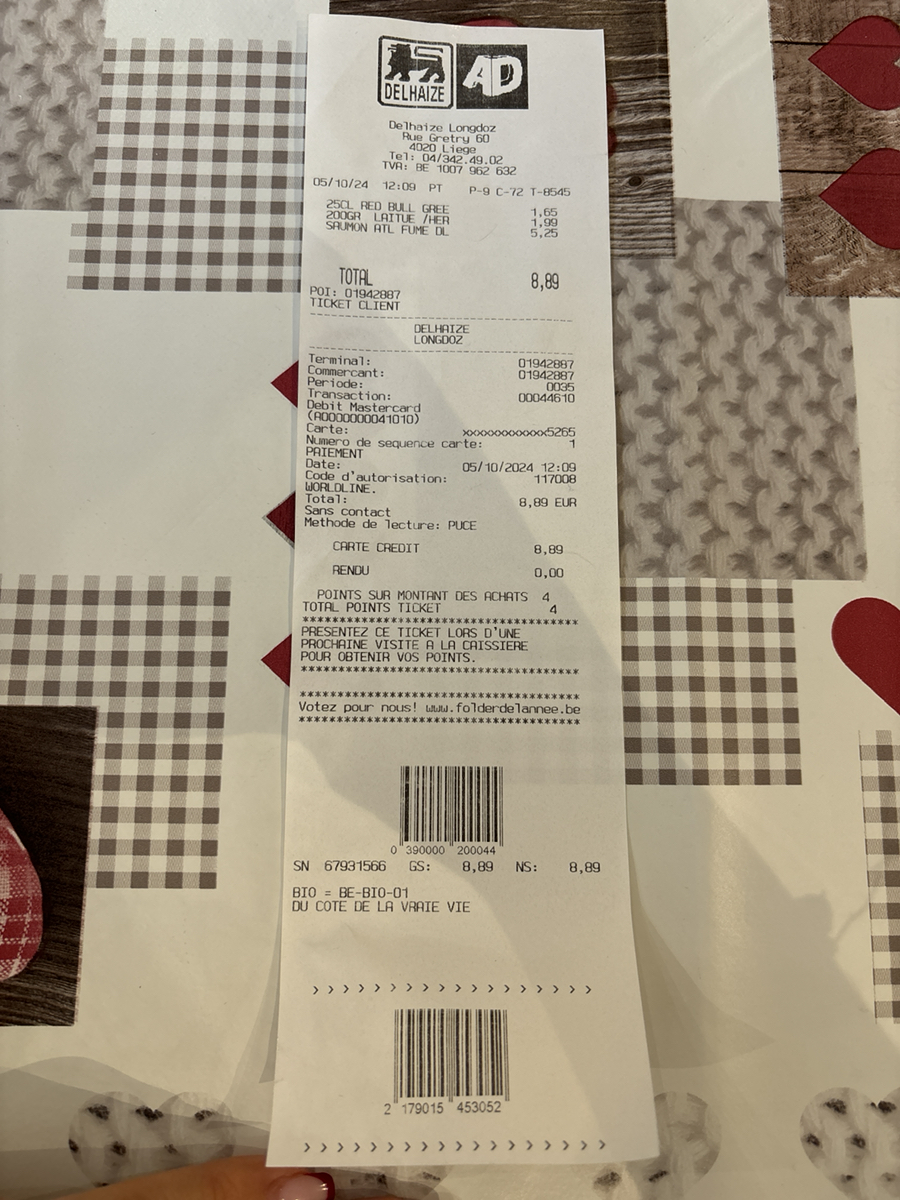 DELHAIZE AD
Delhaize Longdoz
Rue Gretry 60
4020 Liege
Tel: 04/342.49.02
TVA: BE 1007 962 632
05/10/24 12:09 PT P-9 C-72 T-8545
25CL RED BULL GREE 1,65
200GR LAITUE /HER 1,99
SAUMON ATL FUME DL 5,25
TOTAL 8,89
POI: 01942887
TICKET CLIENT
DELHAIZE
LONGDOZ
Terminal: 01942887
Commercant: 01942887
Periode: 0035
Transaction: 00044610
Debit Mastercard
(A0000000041010)
Carte: xxxxxxxxxxxx5265
Numero de sequence carte: 1
PAIEMENT
Date: 05/10/2024 12:09
Code d'autorisation: 117008
WORLDLINE.
Total: 8,89 EUR
Sans contact
Methode de lecture: PUCE
CARTE CREDIT 8,89
RENDU 0,00
POINTS SUR MONTANT DES ACHATS 4
TOTAL POINTS TICKET 4
************************************
PRESENTEZ CE TICKET LORS D'UNE
PROCHAINE VISITE A LA CAISSIERE
POUR OBTENIR VOS POINTS.
************************************
************************************
Votez pour nous! www.folderdelannee.be
************************************
0 390000 200044
SN 67931566 GS: 8,89 NS: 8,89
BIO = BE-BIO-01
DU COTE DE LA VRAIE VIE
> > > > > > > > > > > > > > > > > >
2 179015 453052
> > > > > > > > > > > > > > > > > >